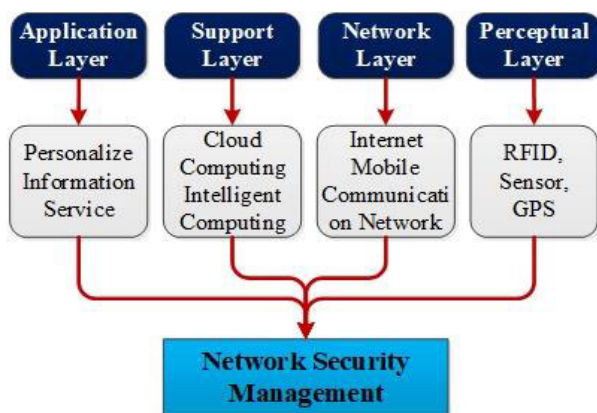 Application
Layer
Support
Layer
Network
Layer
Perceptual
Layer
Personalize
Information
Service
Cloud
Computing
Intelligent
Computing
Internet
Mobile
Communicati
on Network
RFID,
Sensor,
GPS
Network Security
Management